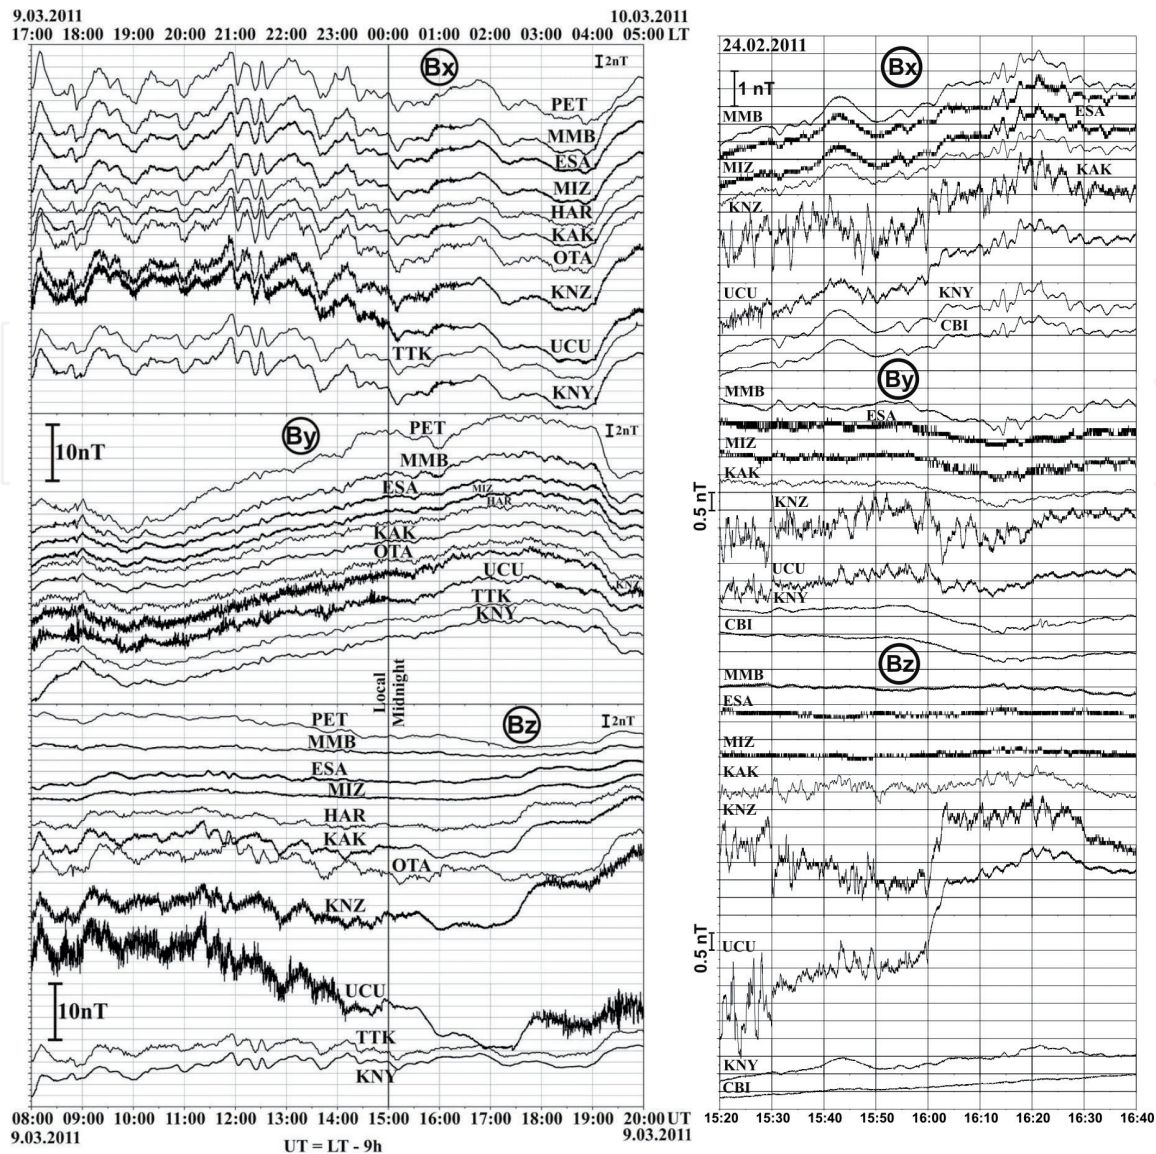 9.03.2011
10.03.2011
17:00 18:00 19:00 20:00 21:00 22:00 23:00 00:00 01:00 02:00 03:00 04:00 05:00 LT
Bx
2nT
PET
MMB
ESA
MIZ
HAR
KAK
OTA
KNZ
UCU
TTK
KNY
By
10nT
2nT
PET
MMB
ESA
MIZ
HAR
KAK
OTA
UCU
KNZ
TTK
KNY
Local
Midnight
Bz
2nT
PET
MMB
ESA
MIZ
HAR
KAK
OTA
KNZ
UCU
10nT
TTK
KNY
08:00 09:00 10:00 11:00 12:00 13:00 14:00 15:00 16:00 17:00 18:00 19:00 20:00 UT
9.03.2011
9.03.2011
UT = LT - 9h
24.02.2011
Bx
1 nT
MMB
ESA
MIZ
KAK
KNZ
UCU
KNY
CBI
By
MMB
ESA
MIZ
KAK
0.5 nT
KNZ
UCU
KNY
CBI
Bz
MMB
ESA
MIZ
KAK
KNZ
0.5 nT
UCU
KNY
CBI
15:20 15:30 15:40 15:50 16:00 16:10 16:20 16:30 16:40